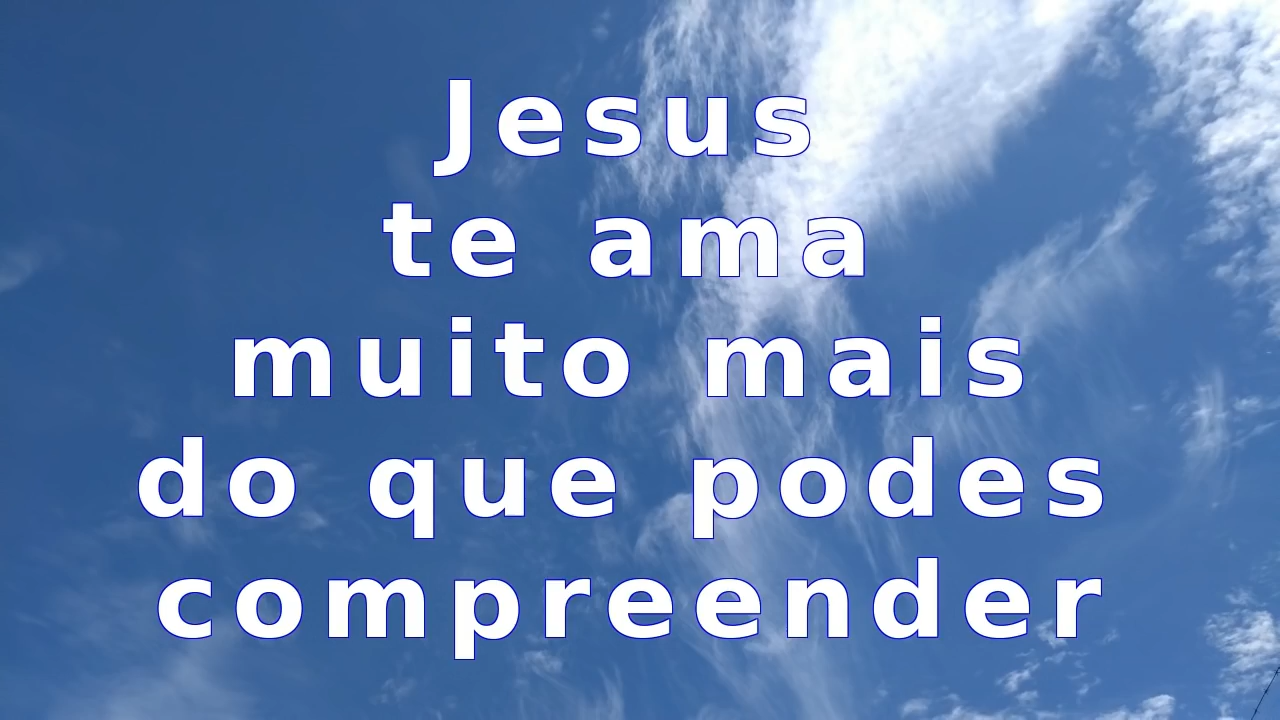 Jesus
te ama
muito mais
do que podes
compreender